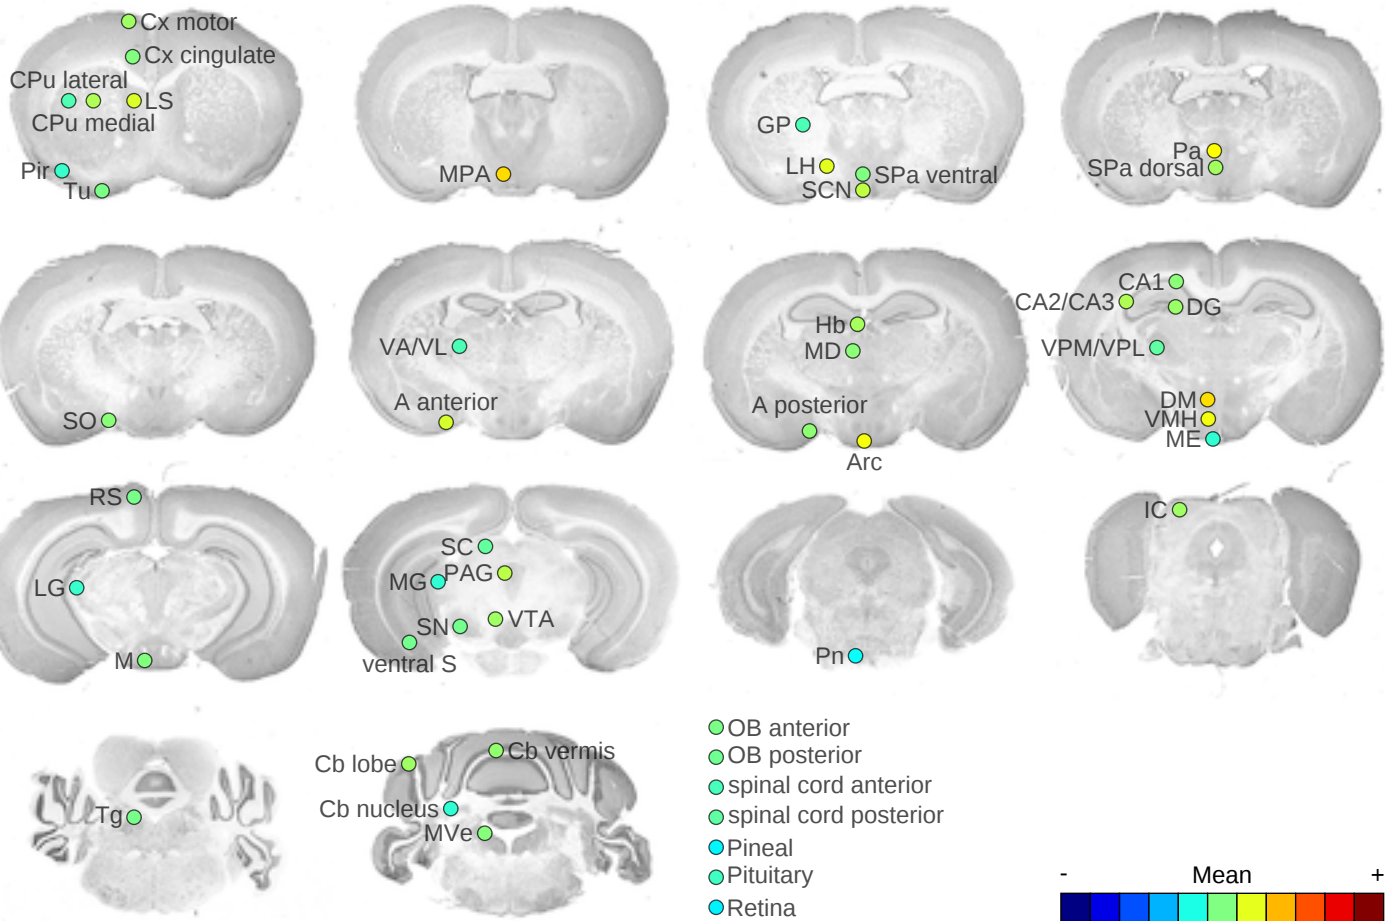 Cx motor
Cx cingulate
CPu lateral
LS
CPu medial
Pir
Tu
MPA
GP
LH
SPa ventral
SCN
Pa
SPa dorsal
SO
VA/VL
A anterior
Hb
MD
A posterior
Arc
CA1
CA2/CA3
DG
VPM/VPL
DM
VMH
ME
RS
LG
M
SC
MG
PAG
SN
VTA
ventral S
Pn
IC
Tg
Cb lobe
Cb vermis
Cb nucleus
MVe
OB anterior
OB posterior
spinal cord anterior
spinal cord posterior
Pineal
Pituitary
Retina
- Mean +